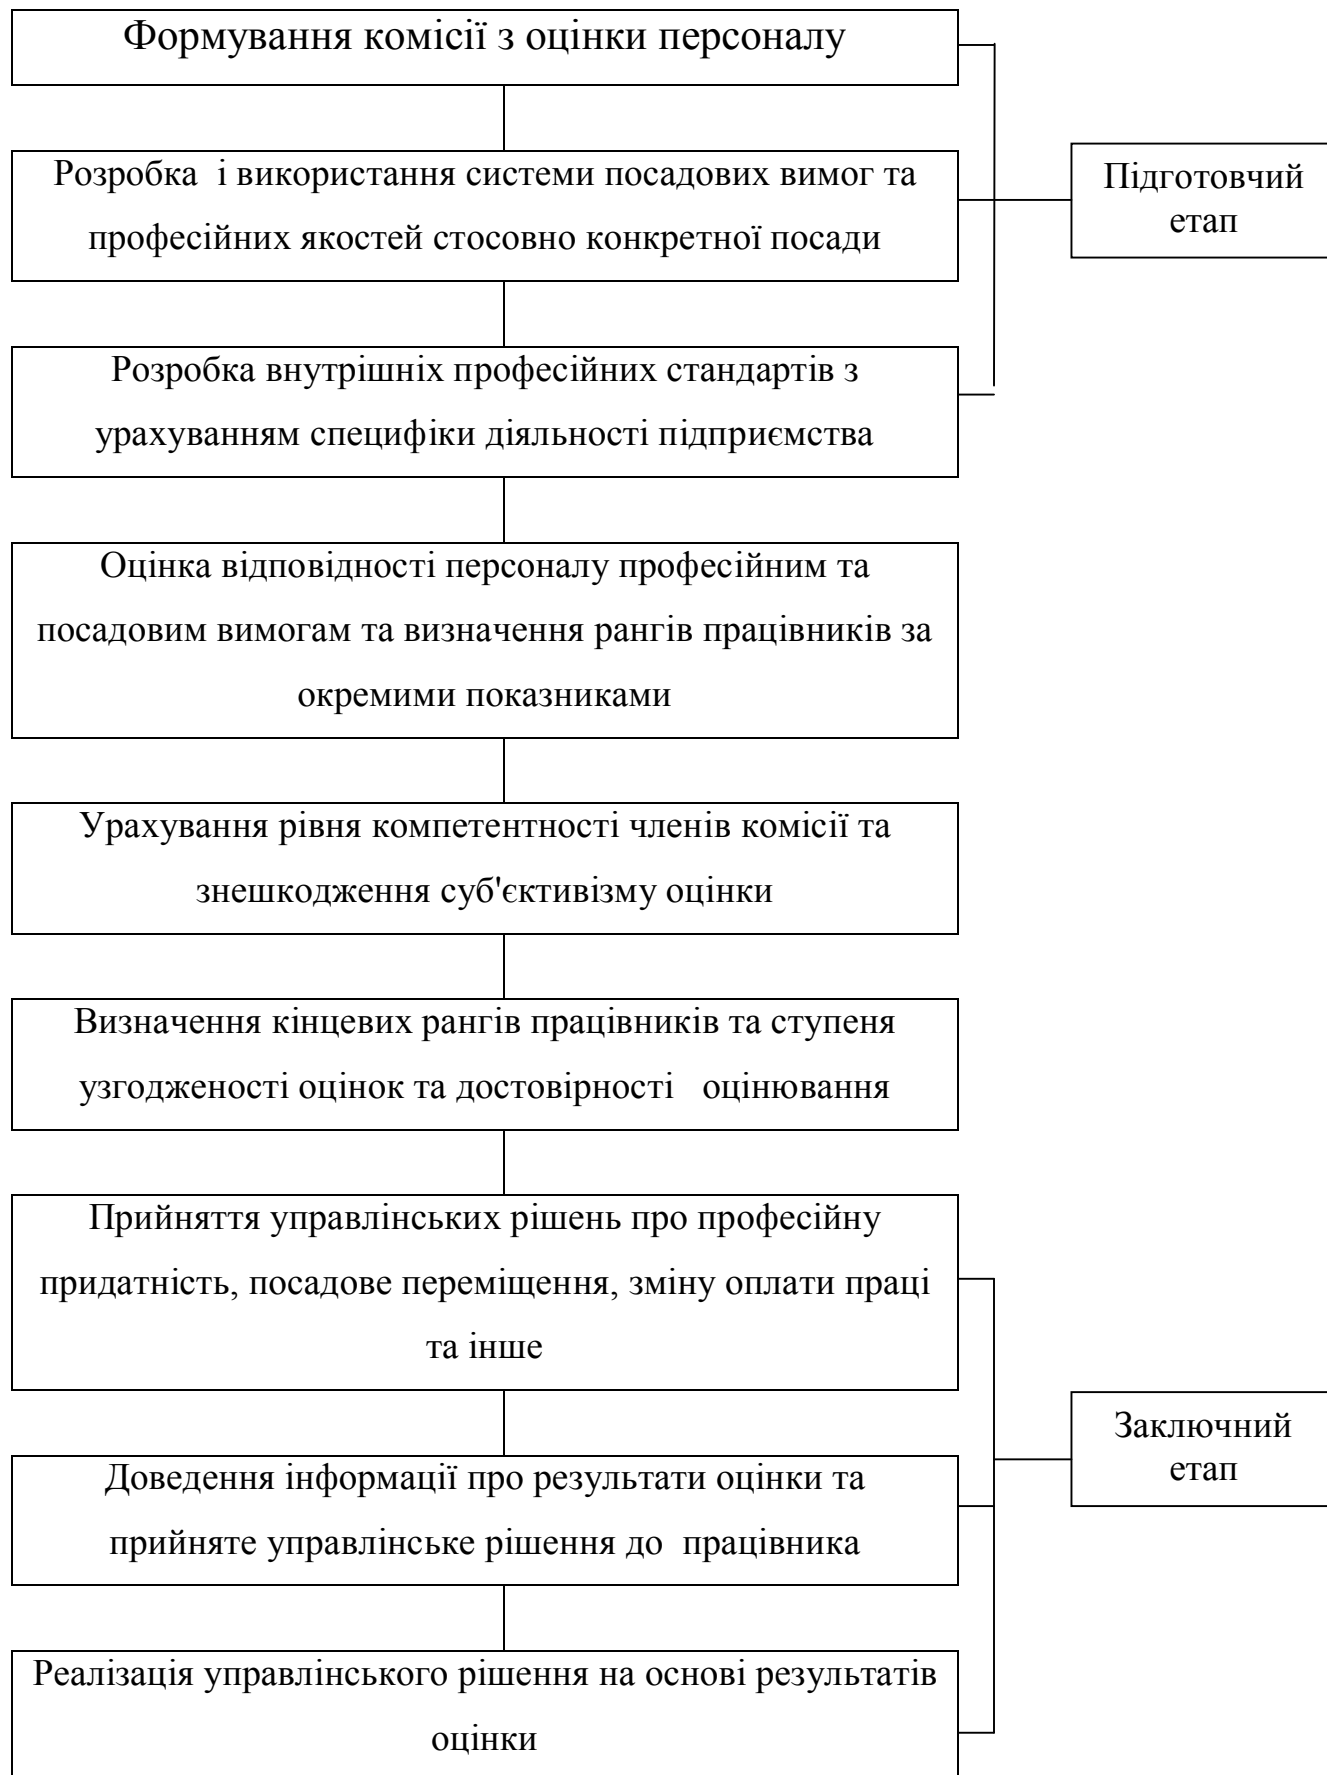 Формування комісії з оцінки персоналу
Розробка  і використання системи посадових вимог та
професійних якостей стосовно конкретної посади
Підготовчий
етап
Розробка внутрішніх професійних стандартів з
урахуванням специфіки діяльності підприємства
Оцінка відповідності персоналу професійним та
посадовим вимогам та визначення рангів працівників за
окремими показниками
Урахування рівня компетентності членів комісії та
знешкодження суб'єктивізму оцінки
Визначення кінцевих рангів працівників та ступеня
узгодженості оцінок та достовірності   оцінювання
Прийняття управлінських рішень про професійну
придатність, посадове переміщення, зміну оплати праці
та інше
Заключний
етап
Доведення інформації про результати оцінки та
прийняте управлінське рішення до  працівника
Реалізація управлінського рішення на основі результатів
оцінки